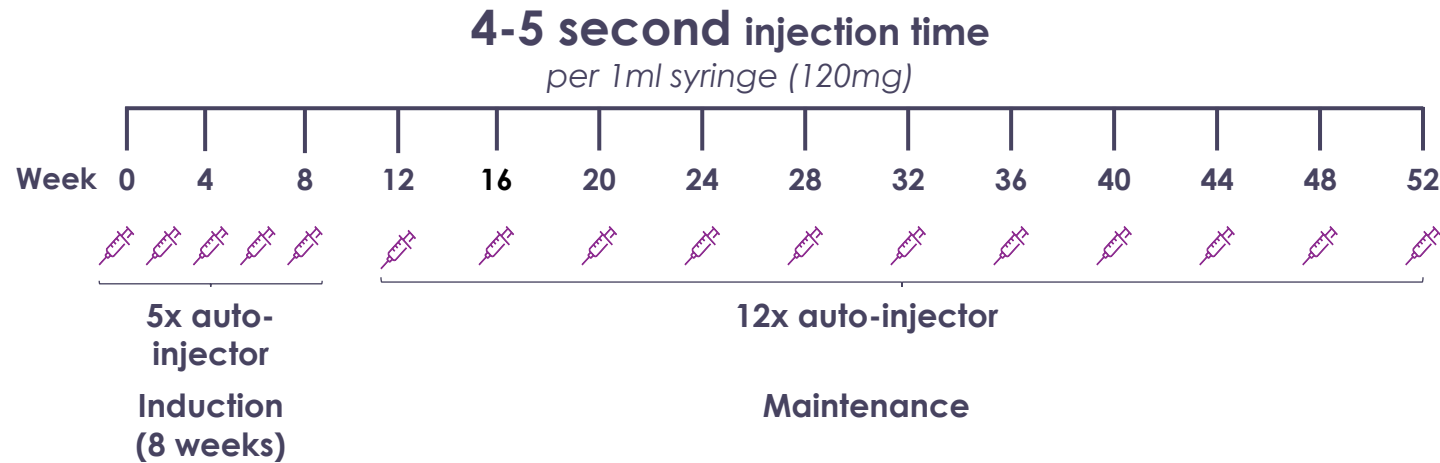 4-5 second injection time
per 1ml syringe (120mg)
Week 0 4 8 12 16 20 24 28 32 36 40 44 48 52
5x auto-
injector
12x auto-injector
Induction
(8 weeks)
Maintenance